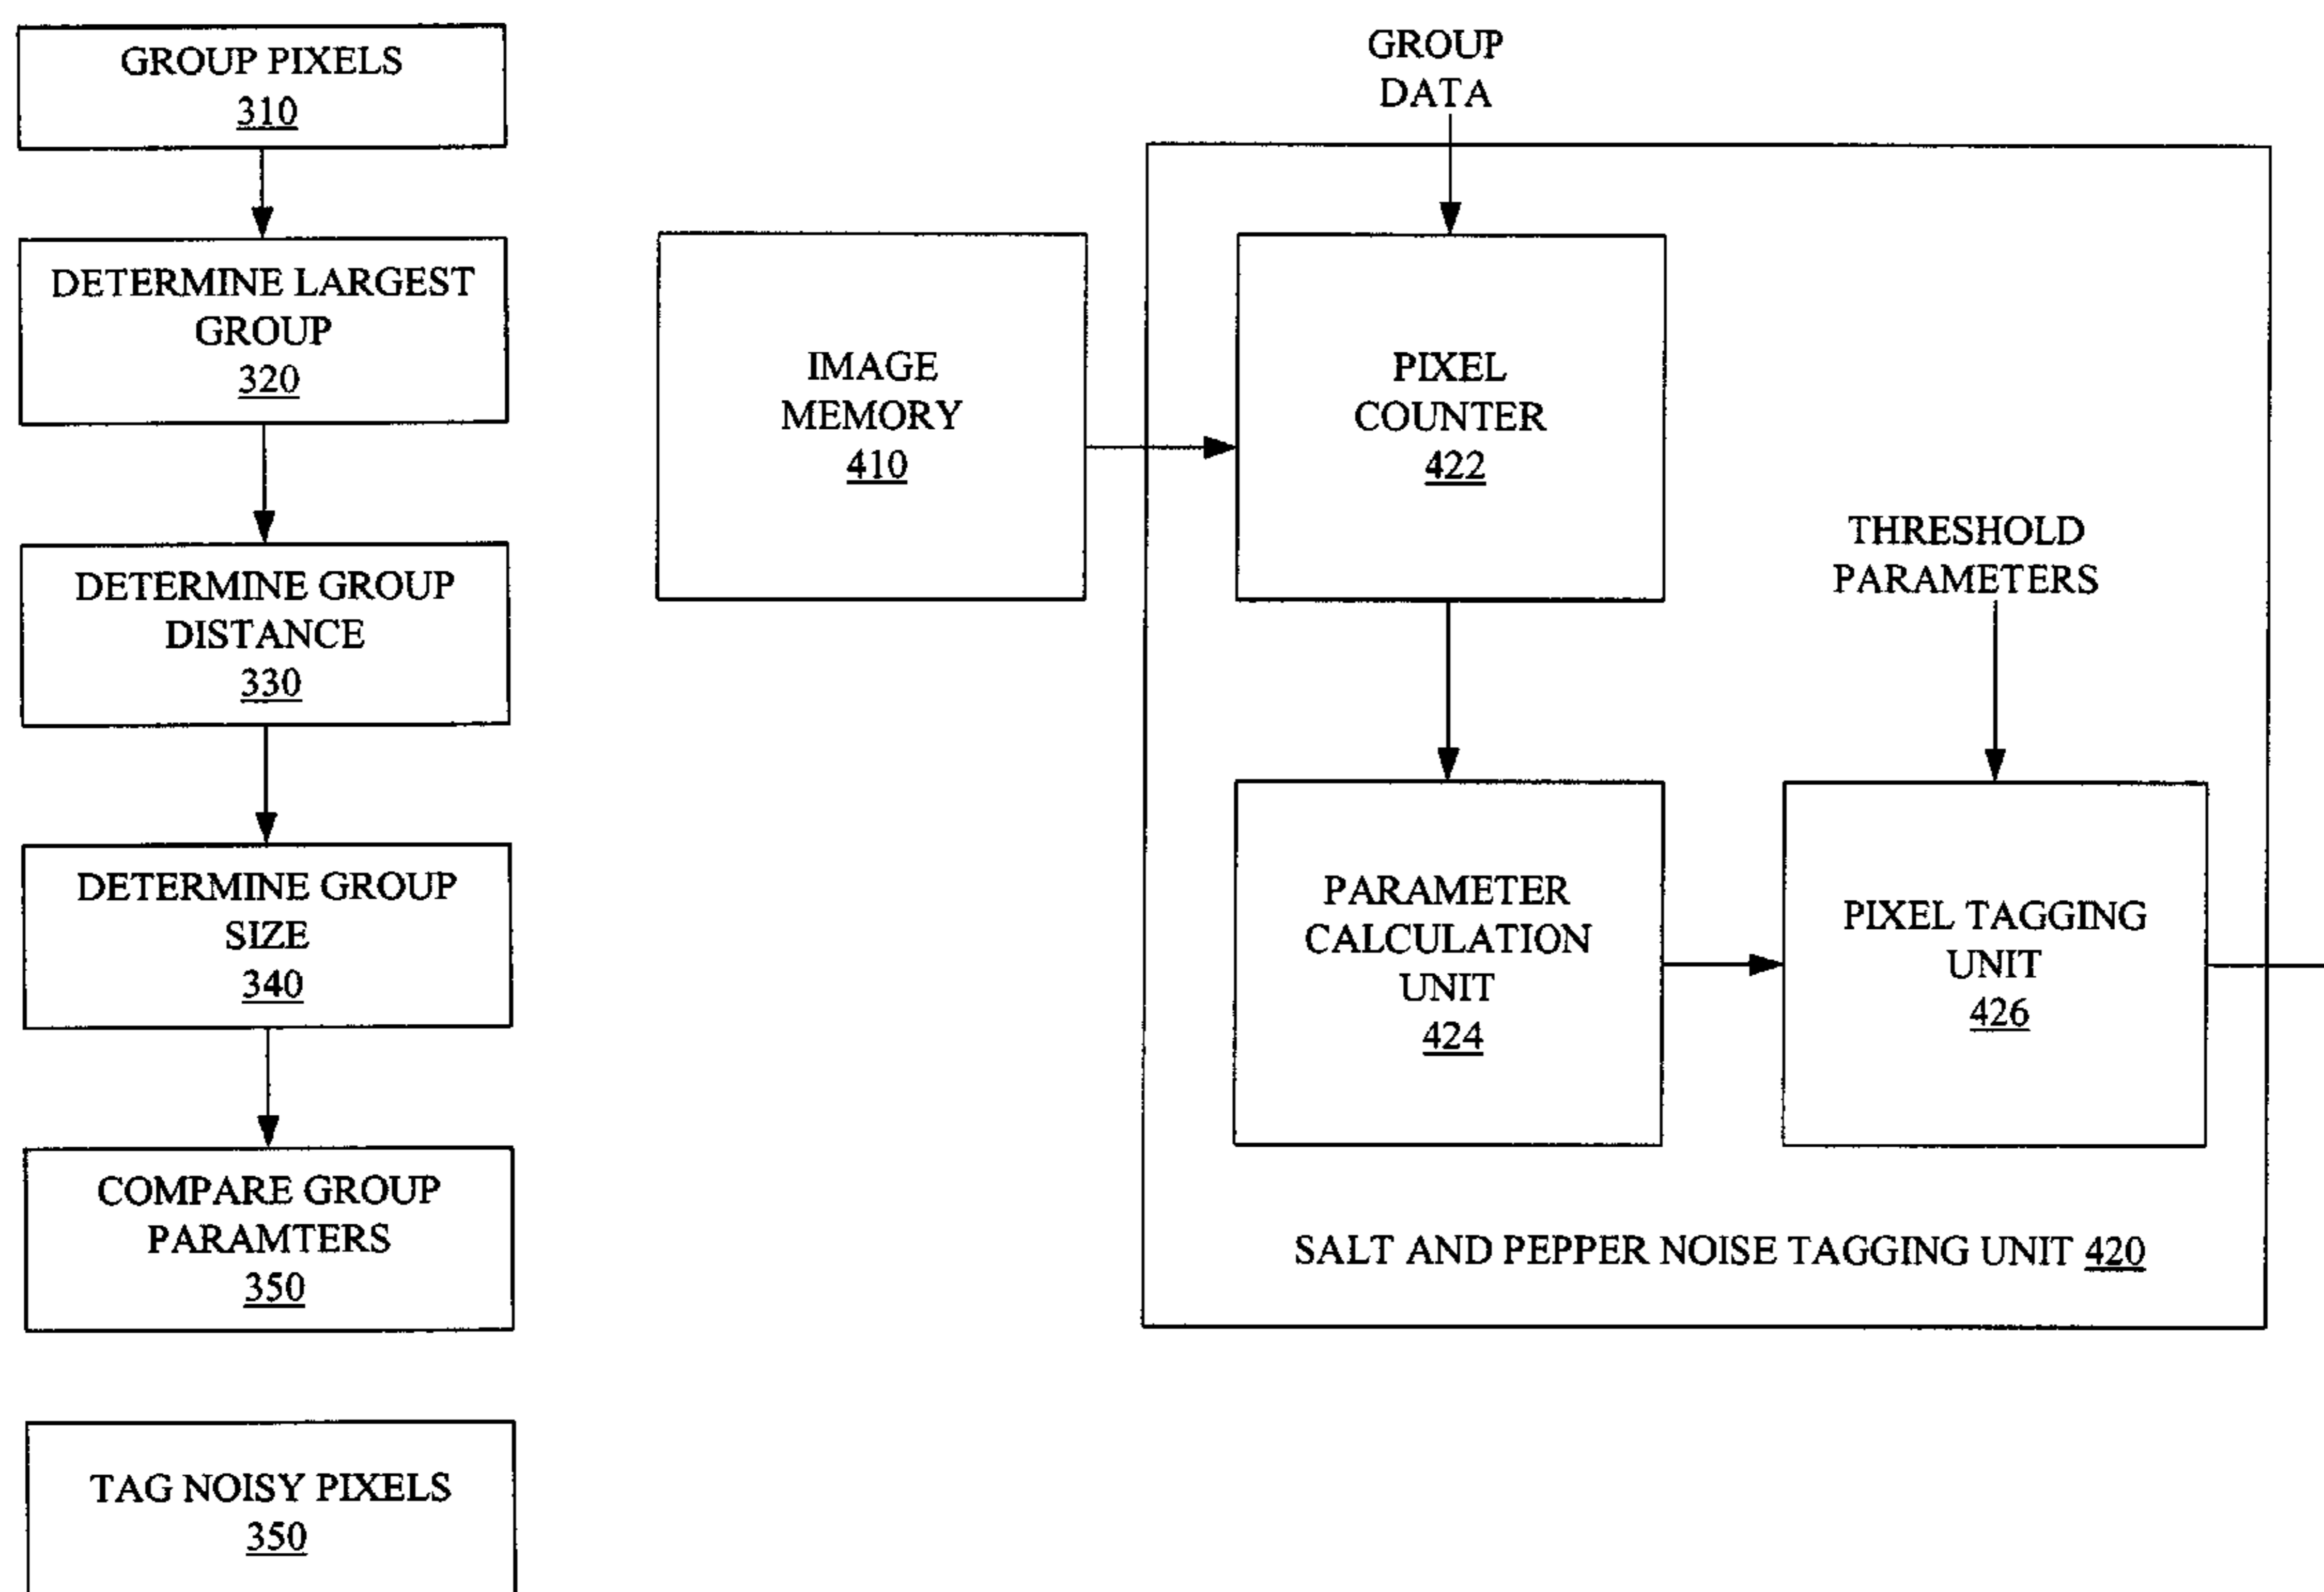 GROUP PIXELS
310
DETERMINE LARGEST
GROUP
320
DETERMINE GROUP
DISTANCE
330
DETERMINE GROUP
SIZE
340
COMPARE GROUP
PARAMTERS
350
TAG NOISY PIXELS
350
GROUP
DATA
IMAGE
MEMORY
410
PIXEL
COUNTER
422
THRESHOLD
PARAMETERS
PARAMETER
CALCULATION
UNIT
424
PIXEL TAGGING
UNIT
426
SALT AND PEPPER NOISE TAGGING UNIT 420